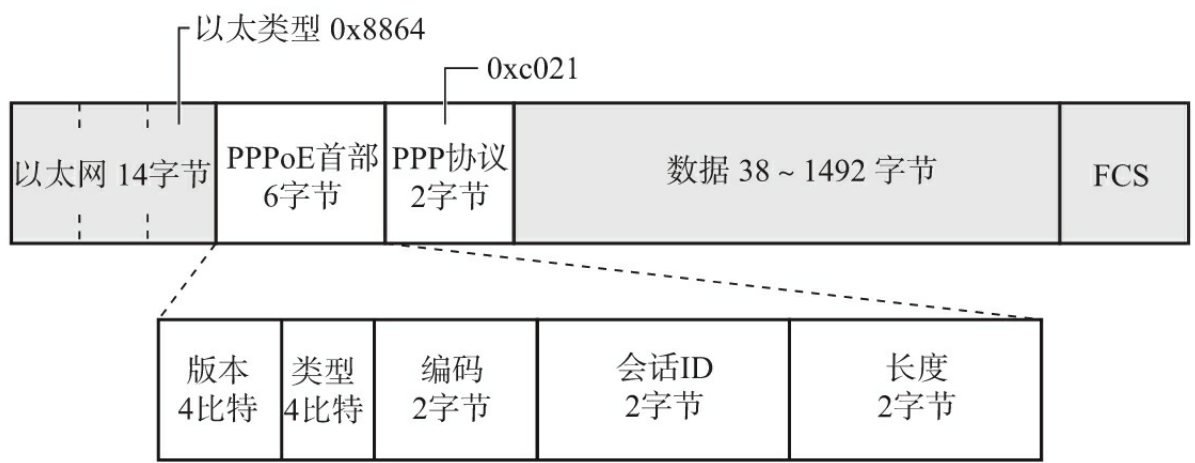 以太类型 0x8864
0xc021
以太网 14字节
PPPoE首部
6字节
PPP协议
2字节
数据 38 ~ 1492 字节
FCS
版本
4比特
类型
4比特
编码
2字节
会话ID
2字节
长度
2字节